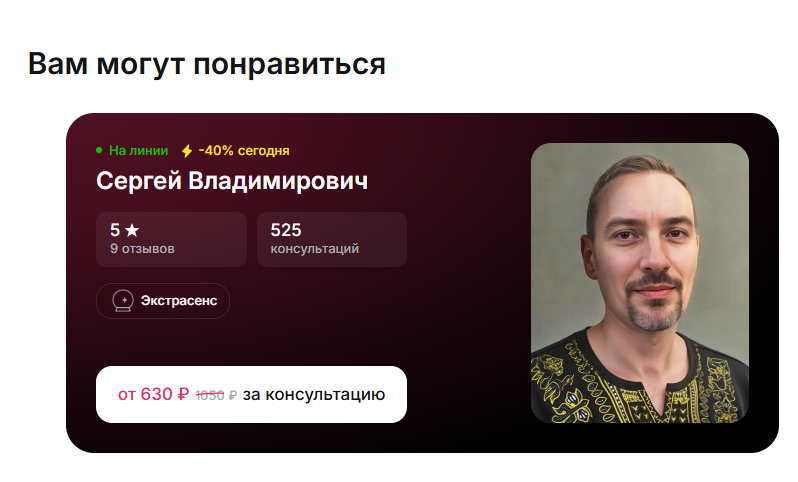 Вам могут понравиться
На линии -40% сегодня
Сергей Владимирович
5 ★ 525
9 отзывов консультаций
Экстрасенс
от 630 ₽ 1050 ₽ за консультацию